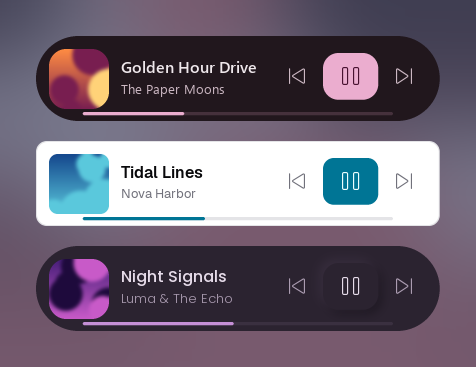 Golden Hour Drive
The Paper Moons
Tidal Lines
Nova Harbor
Night Signals
Luma & The Echo